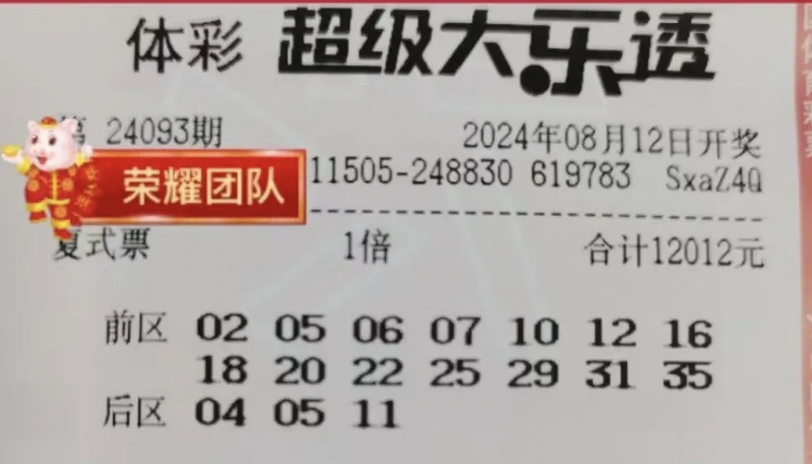 体彩 超级大乐透
第 24093期 2024年08月12日开奖
荣耀团队 11505-248830 619783 SxaZ4Q
复式票 1倍 合计12012元
前区 02 05 06 07 10 12 16
18 20 22 25 29 31 35
后区 04 05 11